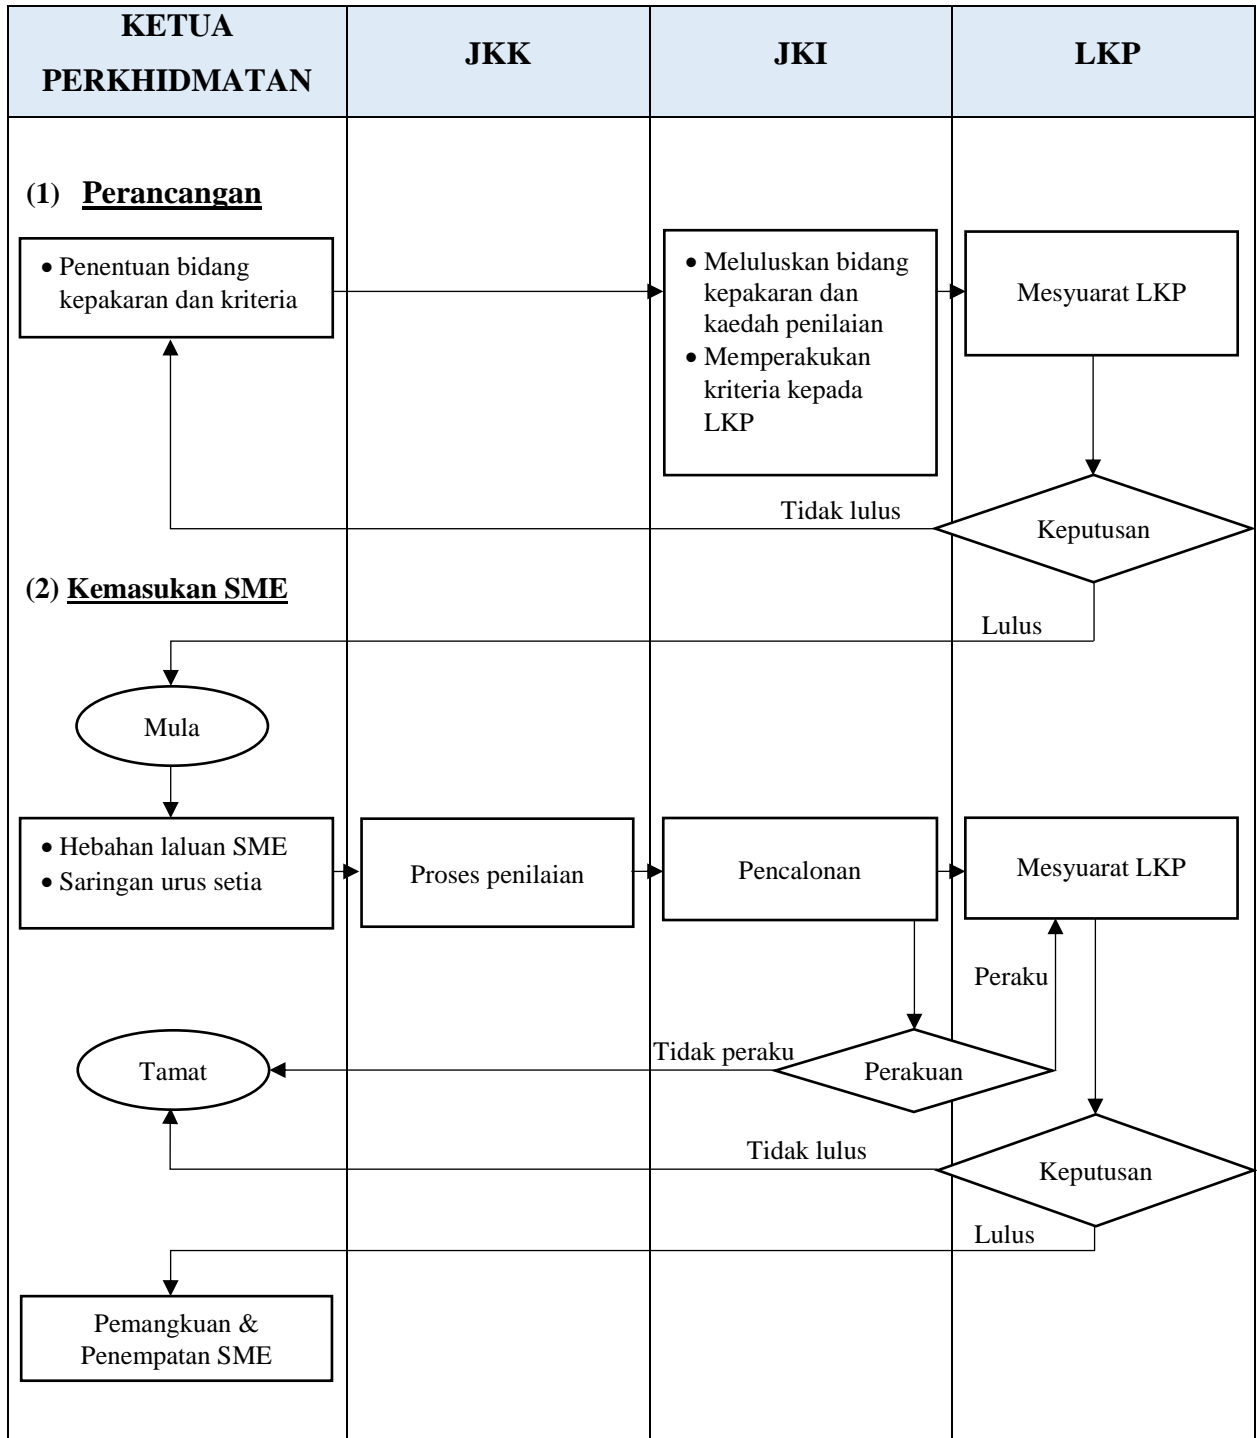 KETUA
PERKHIDMATAN
JKK
JKI
LKP
(1) Perancangan
• Penentuan bidang
kepakaran dan kriteria
• Meluluskan bidang
kepakaran dan
kaedah penilaian
• Memperakukan
kriteria kepada
LKP
Mesyuarat LKP
Tidak lulus
Keputusan
(2) Kemasukan SME
Lulus
Mula
• Hebahan laluan SME
• Saringan urus setia
Proses penilaian
Pencalonan
Mesyuarat LKP
Peraku
Tamat
Tidak peraku
Perakuan
Tidak lulus
Keputusan
Lulus
Pemangkuan &
Penempatan SME